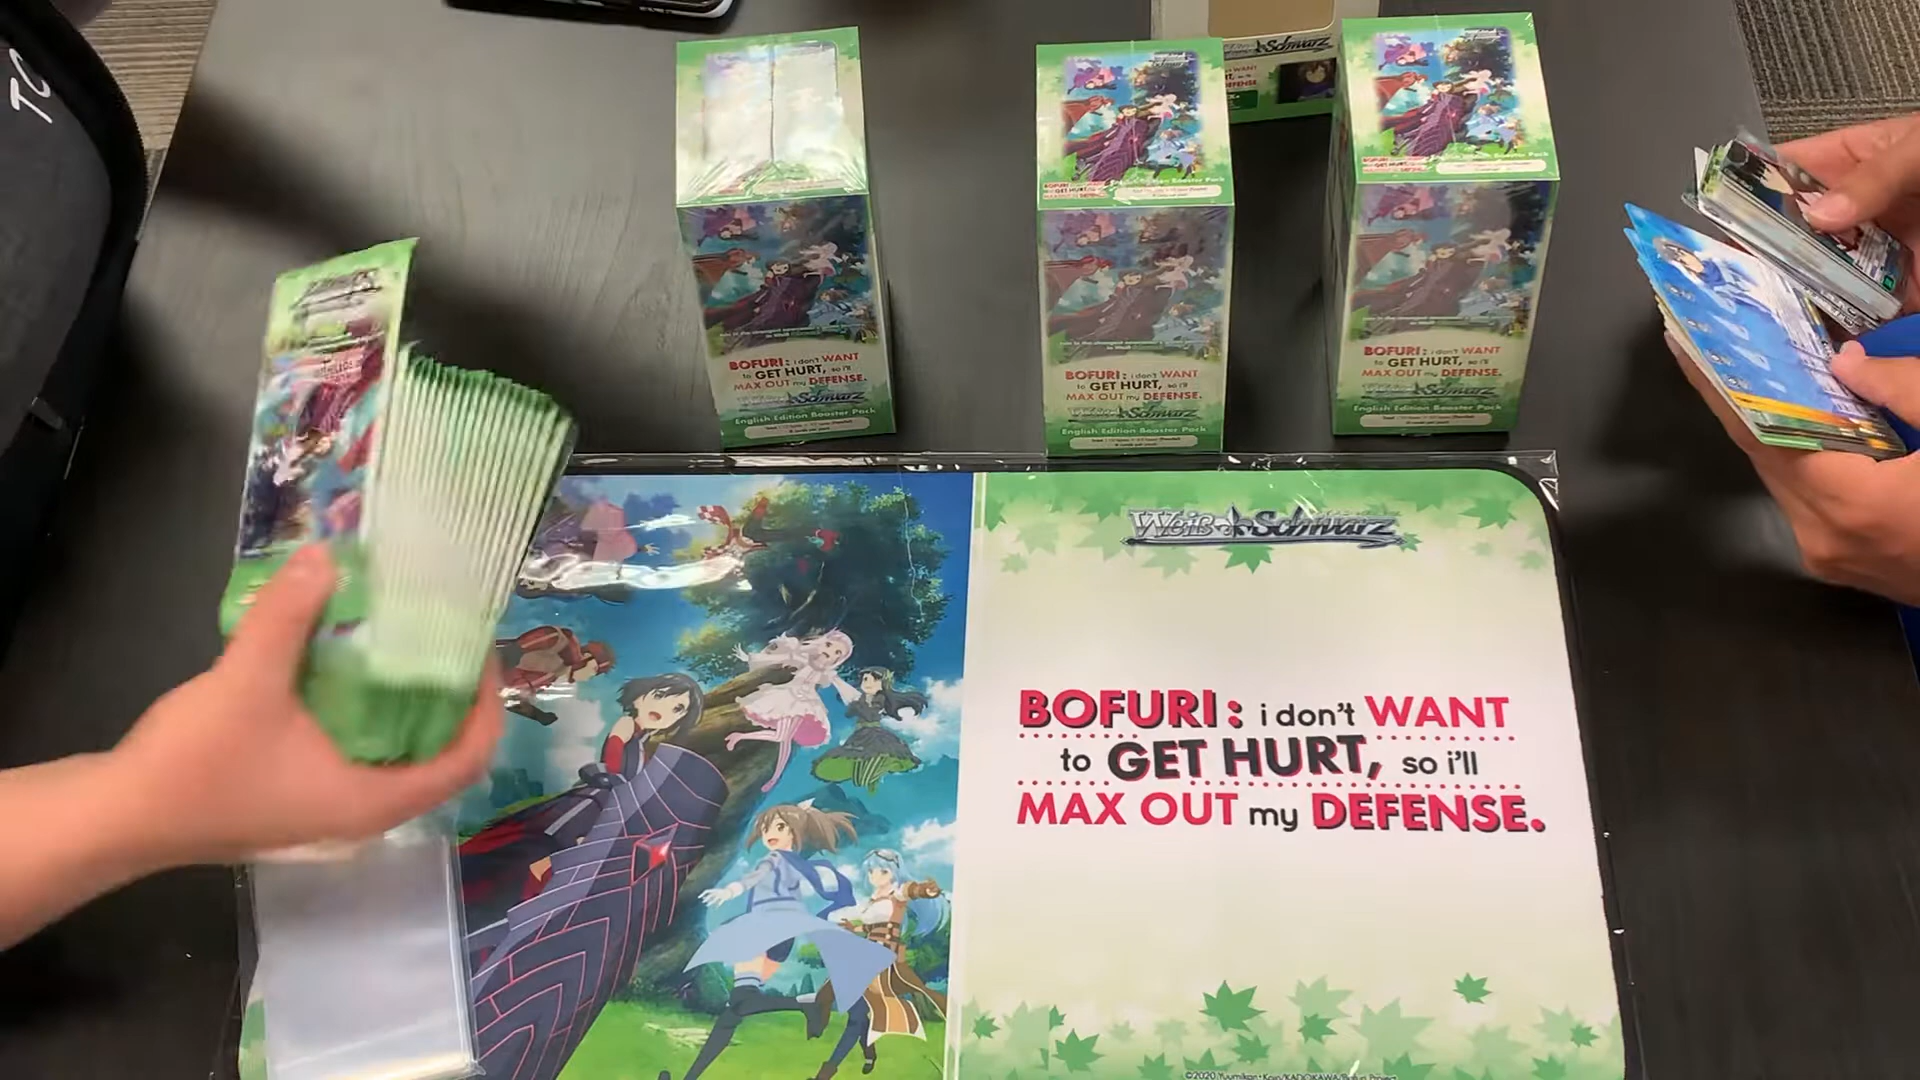 TC
Schwarz
BOFURI: i don't WANT
to GET HURT, so i'll
MAX OUT my DEFENSE.
Schwarz
English Edition Booster Pack
BOFURI: i don't WANT
to GET HURT, so i'll
MAX OUT my DEFENSE.
Schwarz
English Edition Booster Pack
BOFURI: i don't WANT
to GET HURT, so i'll
MAX OUT my DEFENSE.
Schwarz
English Edition Booster Pack
Weiß Schwarz
BOFURI: i don't WANT
to GET HURT, so i'll
MAX OUT my DEFENSE.